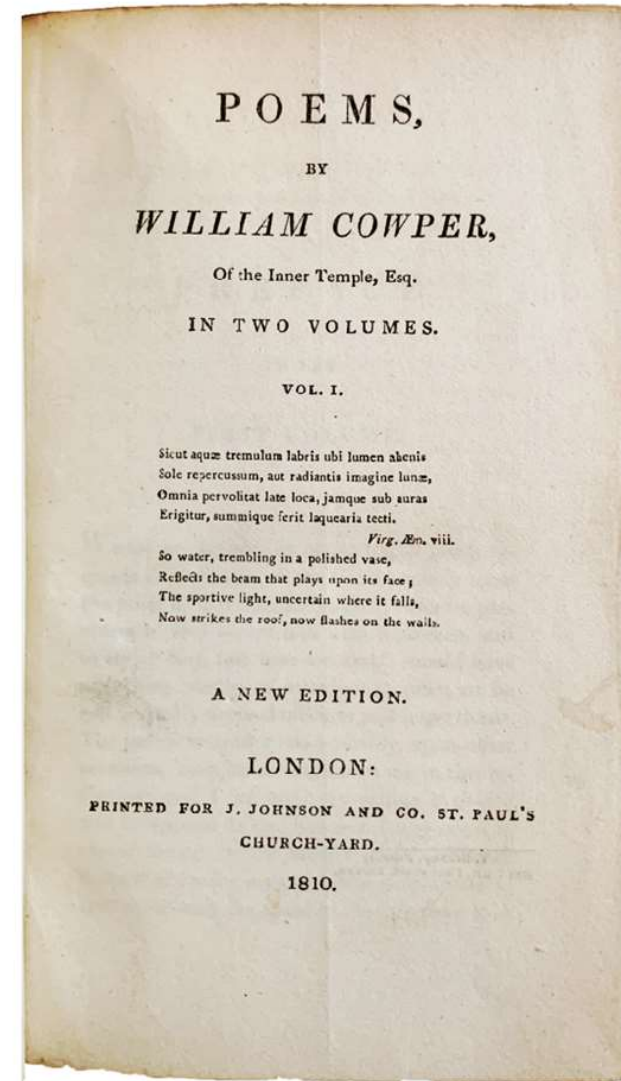 POEMS,
BY
WILLIAM COWPER,
Of the Inner Temple, Esq.
IN TWO VOLUMES.
VOL. I.
Sicut aquæ tremulum labris ubi lumen ahenis
Sole repercussum, aut radiantis imagine lunæ,
Omnia pervolitat late loca, jamque sub auras
Erigitur, summique ferit laquearia tecti.
Virg. Æn. viii.
So water, trembling in a polished vase,
Reflects the beam that plays upon its face;
The sportive light, uncertain where it falls,
Now strikes the roof, now flashes on the walls.
A NEW EDITION.
LONDON:
PRINTED FOR J. JOHNSON AND CO. ST. PAUL'S
CHURCH-YARD.
1810.